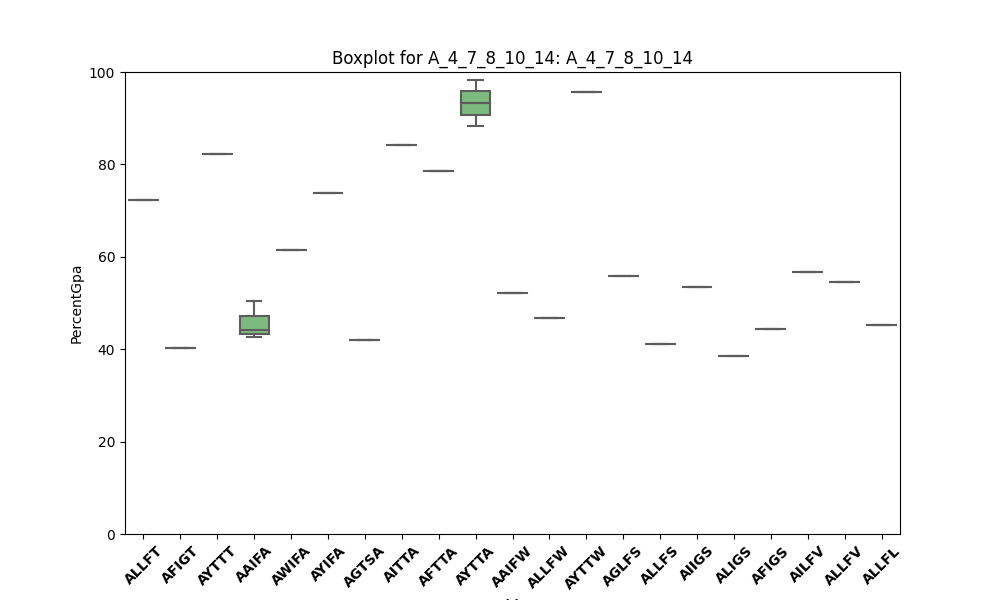 Boxplot for A_4_7_8_10_14: A_4_7_8_10_14
100
80
60
40
20
0
PercentGpa
ALLFT
AFIGT
AYTTT
AAIFA
AWIFA
AYIFA
AGTSA
AITTA
AFTTA
AYTTA
AAIFW
ALLFW
AYTTW
AGLFS
ALLFS
AIIGS
ALIGS
AFIGS
AILFV
ALLFV
ALLFL